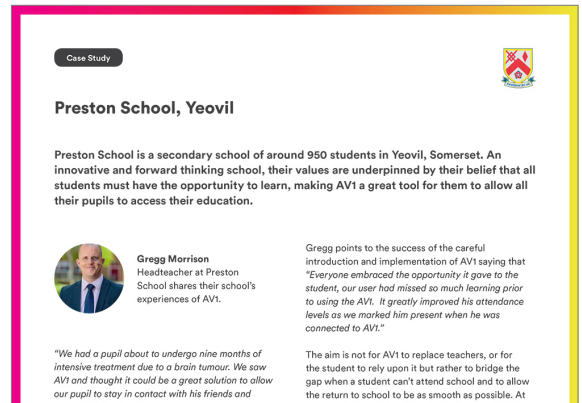 Case Study
Preston School, Yeovil
Preston School is a secondary school of around 950 students in Yeovil, Somerset. An
innovative and forward thinking school, their values are underpinned by their belief that all
students must have the opportunity to learn, making AV1 a great tool for them to allow all
their pupils to access their education.
Gregg Morrison
Headteacher at Preston
School shares their school's
experiences of AV1.
"We had a pupil about to undergo nine months of
intensive treatment due to a brain tumour. We saw
AV1 and thought it could be a great solution to allow
our pupil to stay in contact with his friends and
Gregg points to the success of the careful
introduction and implementation of AV1 saying that
"Everyone embraced the opportunity it gave to the
student, our user had missed so much learning prior
to using the AV1.  It greatly improved his attendance
levels as we marked him present when he was
connected to AV1."
The aim is not for AV1 to replace teachers, or for
the student to rely upon it but rather to bridge the
gap when a student can't attend school and to allow
the return to school to be as smooth as possible. At